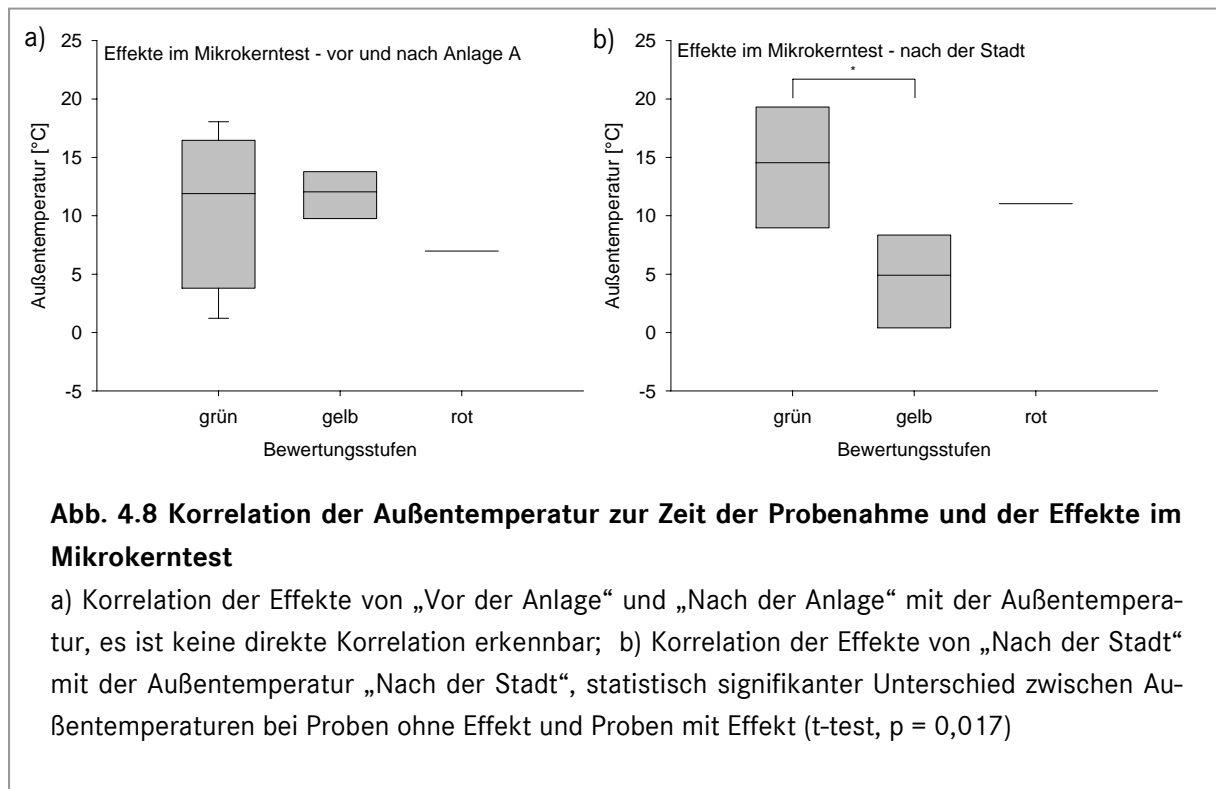 a)
Effekte im Mikrokerntest - vor und nach Anlage A
Außentemperatur [°C]
25
20
15
10
5
0
-5
grün gelb rot
Bewertungsstufen
b)
Effekte im Mikrokerntest - nach der Stadt
*
Außentemperatur [°C]
25
20
15
10
5
0
-5
grün gelb rot
Bewertungsstufen
Abb. 4.8 Korrelation der Außentemperatur zur Zeit der Probenahme und der Effekte im
Mikrokerntest
a) Korrelation der Effekte von „Vor der Anlage“ und „Nach der Anlage“ mit der Außentempera-
tur, es ist keine direkte Korrelation erkennbar; b) Korrelation der Effekte von „Nach der Stadt“
mit der Außentemperatur „Nach der Stadt“, statistisch signifikanter Unterschied zwischen Au-
ßentemperaturen bei Proben ohne Effekt und Proben mit Effekt (t-test, p = 0,017)